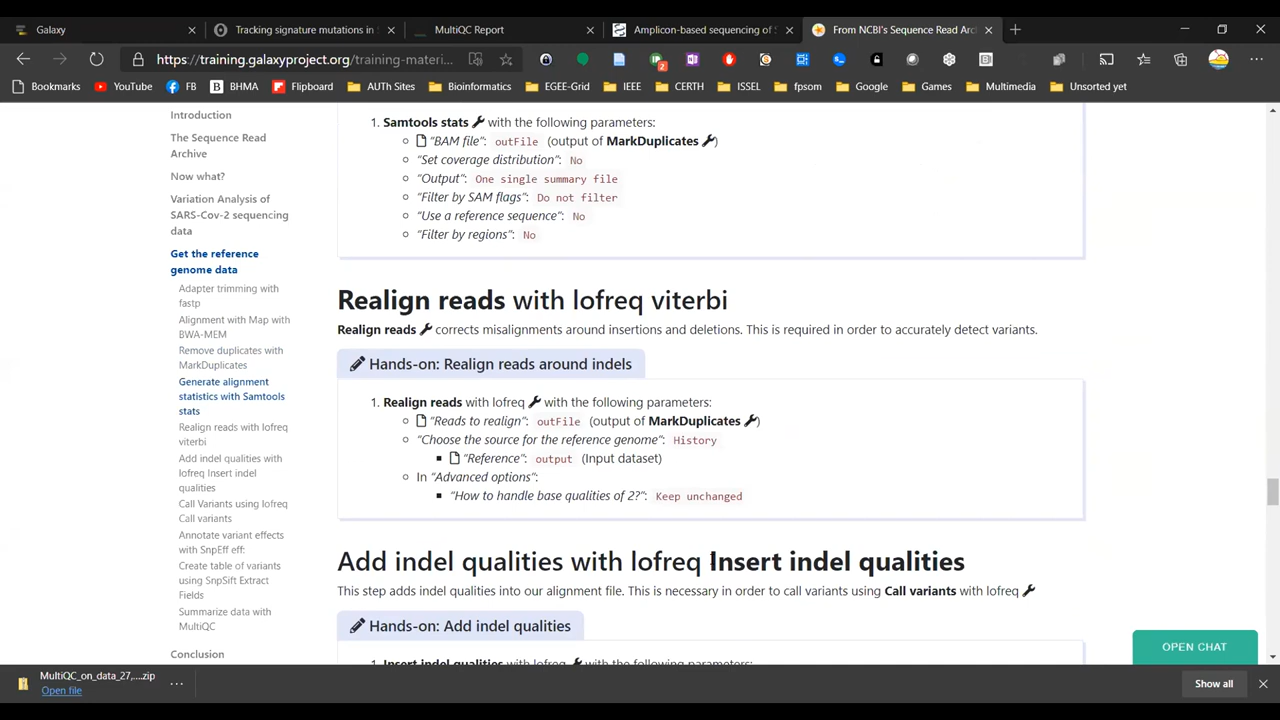 Galaxy
Tracking signature mutations in S
MultiQC Report
Amplicon-based sequencing of S
From NCBI's Sequence Read Arc
https://training.galaxyproject.org/training-materi...
2
Bookmarks
YouTube
FB
BHMA
Flipboard
AUTH Sites
Bioinformatics
EGEE-Grid
IEEE
CERTH
ISSEL
fpsom
Google
Games
Multimedia
Unsorted yet
Introduction
The Sequence Read
Archive
Now what?
Variation Analysis of
SARS-Cov-2 sequencing
data
Get the reference
genome data
Adapter trimming with
fastp
Alignment with Map with
BWA-MEM
Remove duplicates with
MarkDuplicates
Generate alignment
statistics with Samtools
stats
Realign reads with lofreq
viterbi
Add indel qualities with
lofreq Insert indel
qualities
Call Variants using lofreq
Call variants
Annotate variant effects
with SnpEff eff:
Create table of variants
using SnpSift Extract
Fields
Summarize data with
MultiQC
Conclusion
1. Samtools stats with the following parameters:
"BAM file": outFile (output of MarkDuplicates )
"Set coverage distribution": No
"Output": One single summary file
"Filter by SAM flags": Do not filter
"Use a reference sequence": No
"Filter by regions": No
Realign reads with lofreq viterbi
Realign reads corrects misalignments around insertions and deletions. This is required in order to accurately detect variants.
Hands-on: Realign reads around indels
1. Realign reads with lofreq with the following parameters:
"Reads to realign": outFile (output of MarkDuplicates )
"Choose the source for the reference genome": History
"Reference": output (Input dataset)
In "Advanced options":
"How to handle base qualities of 2?": Keep unchanged
Add indel qualities with lofreq Insert indel qualities
This step adds indel qualities into our alignment file. This is necessary in order to call variants using Call variants with lofreq
Hands-on: Add indel qualities
1. Insert indel qualities with lofreq with the following parameters:
OPEN CHAT
MultiQC_on_data_27,....zip
Open file
Show all